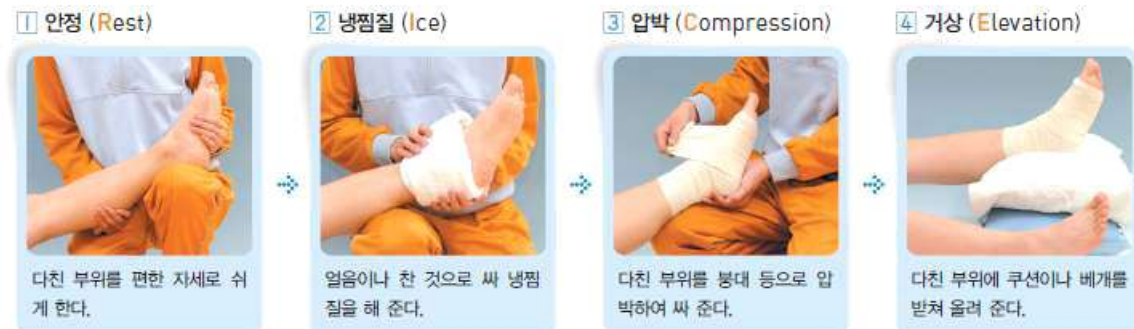 1 안정 (Rest)
2 냉찜질 (Ice)
3 압박 (Compression)
4 거상 (Elevation)
다친 부위를 편한 자세로 쉬
게 한다.
얼음이나 찬 것으로 싸 냉찜
질을 해 준다.
다친 부위를 붕대 등으로 압
박하여 싸 준다.
다친 부위에 쿠션이나 베개를
받쳐 올려 준다.